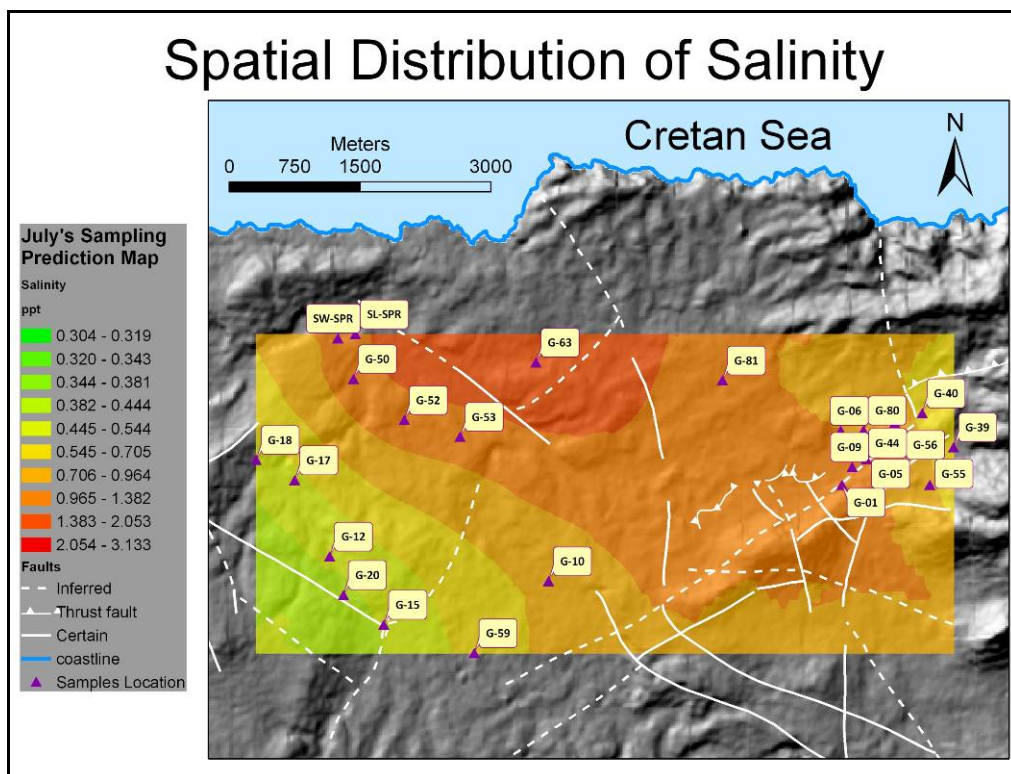 Spatial Distribution of Salinity
Meters
0 750 1500 3000
Cretan Sea
N
July's Sampling
Prediction Map
Salinity
ppt
0.304 - 0.319
0.320 - 0.343
0.344 - 0.381
0.382 - 0.444
0.445 - 0.544
0.545 - 0.705
0.706 - 0.964
0.965 - 1.382
1.383 - 2.053
2.054 - 3.133
Faults
Inferred
Thrust fault
Certain
coastline
Samples Location
SW-SPR
SL-SPR
G-50
G-63
G-81
G-52
G-53
G-40
G-06
G-80
G-39
G-18
G-17
G-09
G-44
G-56
G-05
G-55
G-01
G-12
G-10
G-20
G-15
G-59